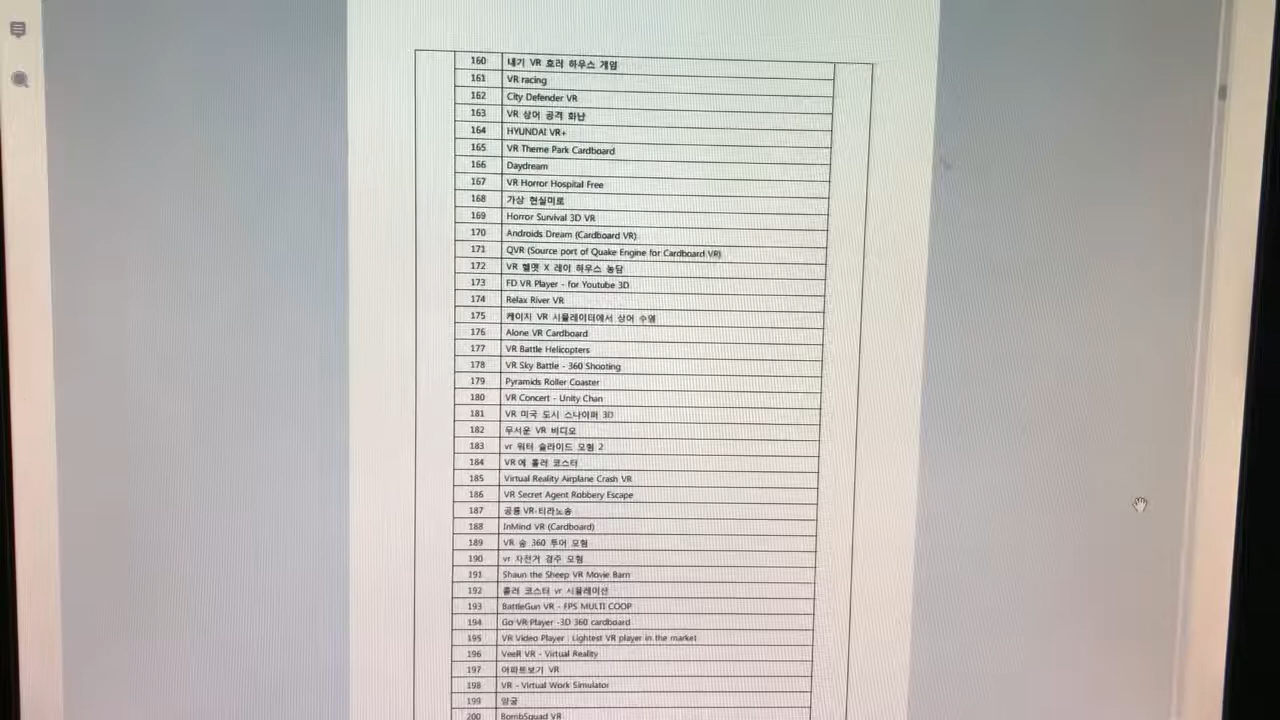 160 내기 VR 호러 하우스 게임
161 VR racing
162 City Defender VR
163 VR 상어 공격 화난
164 HYUNDAI VR+
165 VR Theme Park Cardboard
166 Daydream
167 VR Horror Hospital Free
168 가상 현실미로
169 Horror Survival 3D VR
170 Androids Dream (Cardboard VR)
171 QVR (Source port of Quake Engine for Cardboard VR)
172 VR 헬멧 X 레이 하우스 농담
173 FD VR Player - for Youtube 3D
174 Relax River VR
175 케이지 VR 시뮬레이터에서 상어 수영
176 Alone VR Cardboard
177 VR Battle Helicopters
178 VR Sky Battle - 360 Shooting
179 Pyramids Roller Coaster
180 VR Concert - Unity Chan
181 VR 미국 도시 스나이퍼 3D
182 무서운 VR 비디오
183 vr 워터 슬라이드 모험 2
184 VR에 롤러 코스터
185 Virtual Reality Airplane Crash VR
186 VR Secret Agent Robbery Escape
187 공룡 VR-티라노송
188 InMind VR (Cardboard)
189 VR 숲 360 투어 모험
190 vr 자전거 경주 모험
191 Shaun the Sheep VR Movie Barn
192 롤러 코스터 vr 시뮬레이션
193 BattleGun VR - FPS MULTI COOP
194 Go VR Player -3D 360 cardboard
195 VR Video Player : Lightest VR player in the market
196 VeeR VR - Virtual Reality
197 아파트보기 VR
198 VR - Virtual Work Simulator
199 양궁
200 BombSquad VR